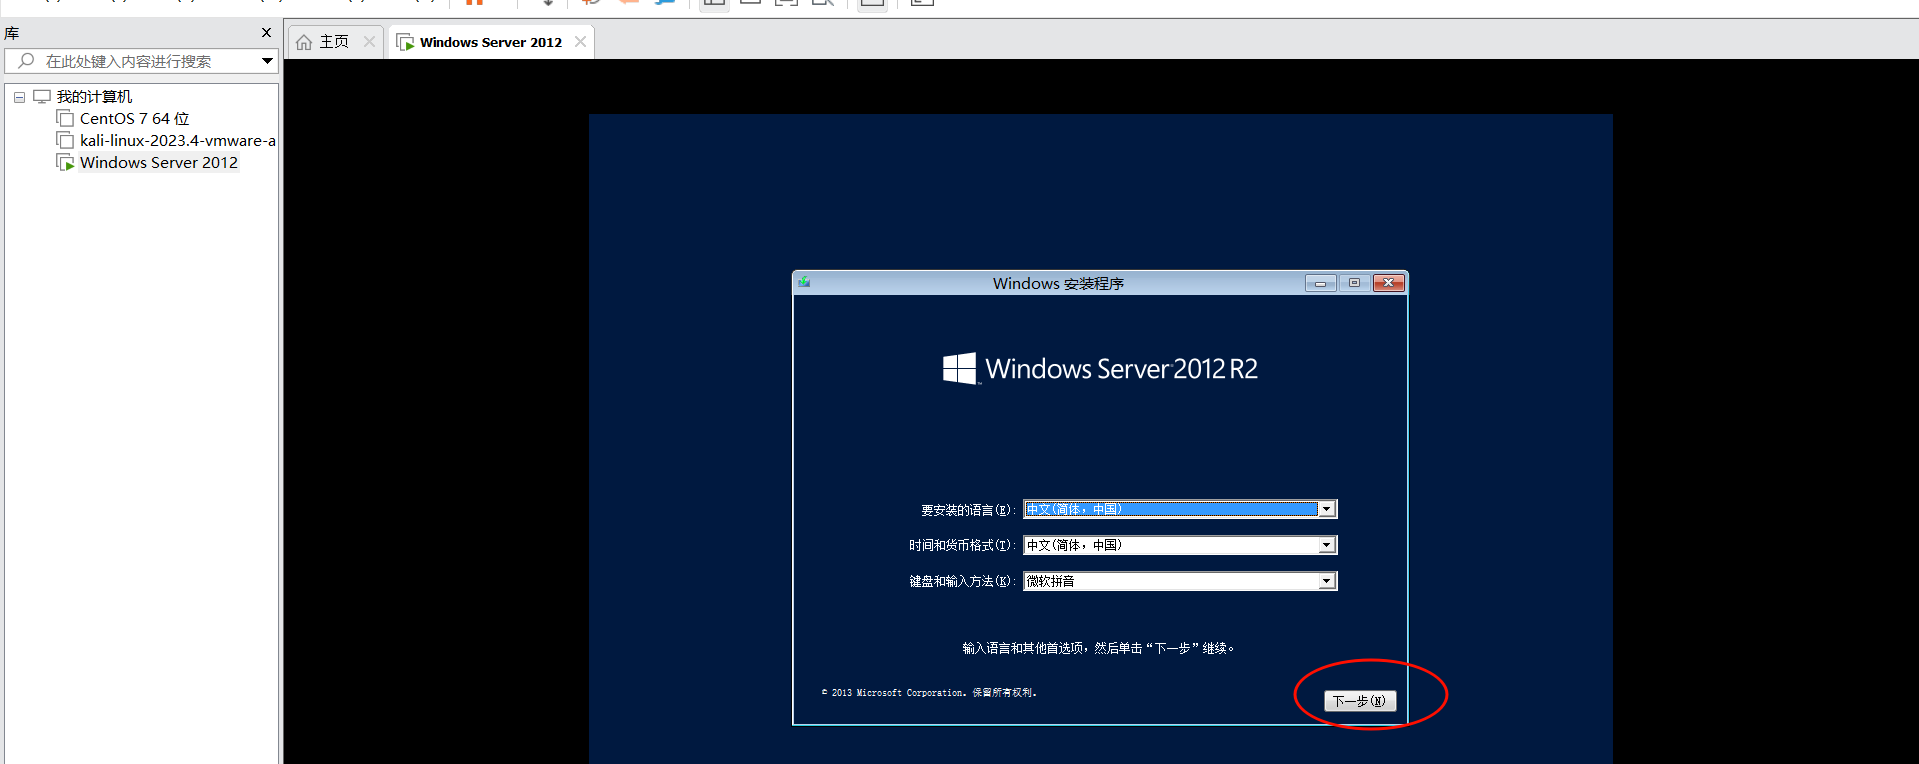 库
在此处键入内容进行搜索
我的计算机
CentOS 7 64 位
kali-linux-2023.4-vmware-a
Windows Server 2012
主页
Windows Server 2012
Windows 安装程序
Windows Server 2012 R2
要安装的语言(E): 中文(简体，中国)
时间和货币格式(T): 中文(简体，中国)
键盘和输入方法(K): 微软拼音
输入语言和其他首选项，然后单击“下一步”继续。
© 2013 Microsoft Corporation. 保留所有权利.
下一步(N)